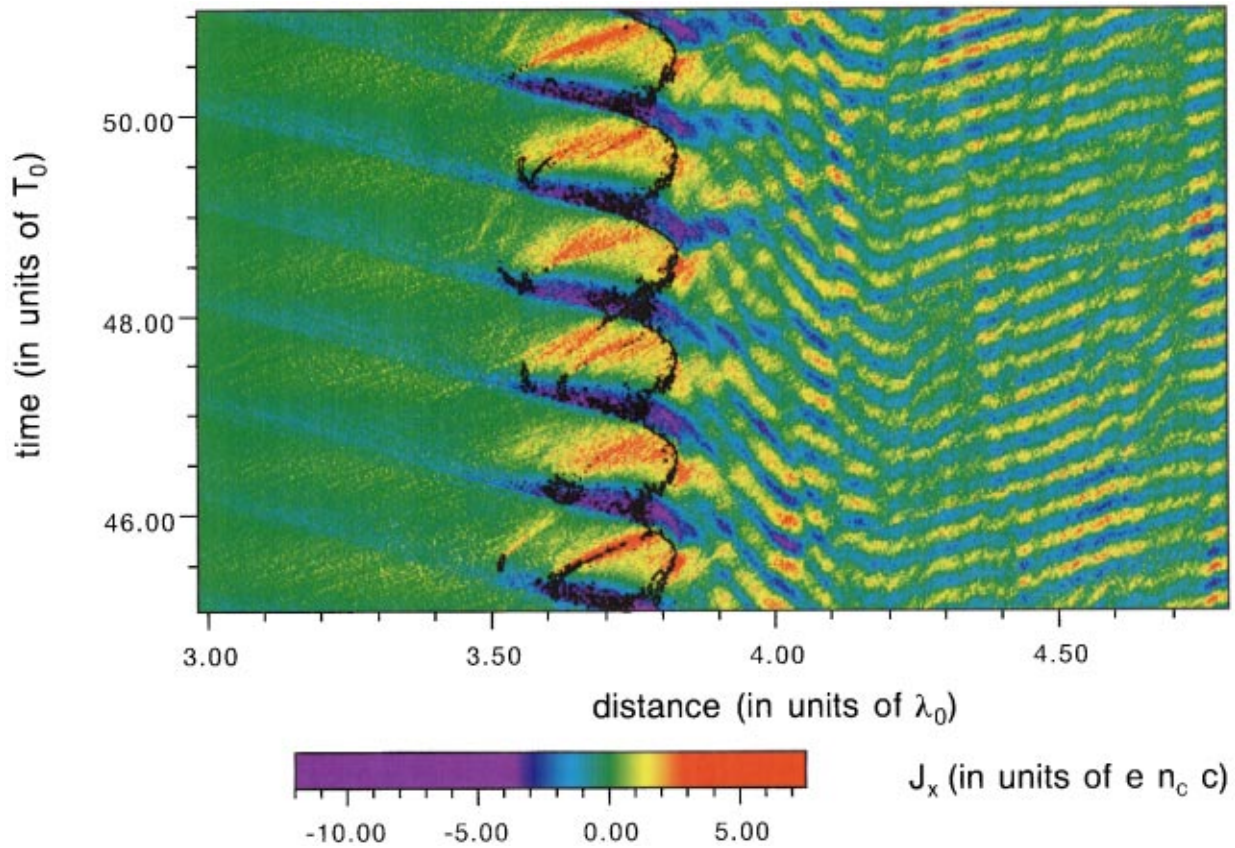 50.00
48.00
46.00
time (in units of T₀)
3.00 3.50 4.00 4.50
distance (in units of λ₀)
Jₓ (in units of e n_c c)
-10.00 -5.00 0.00 5.00